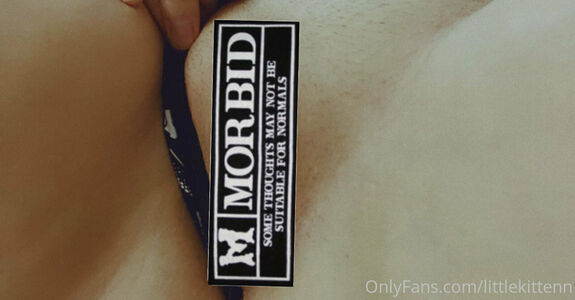 M MORBID
SOME THOUGHTS MAY NOT BE
SUITABLE FOR NORMALS
OnlyFans.com/littlekittenn